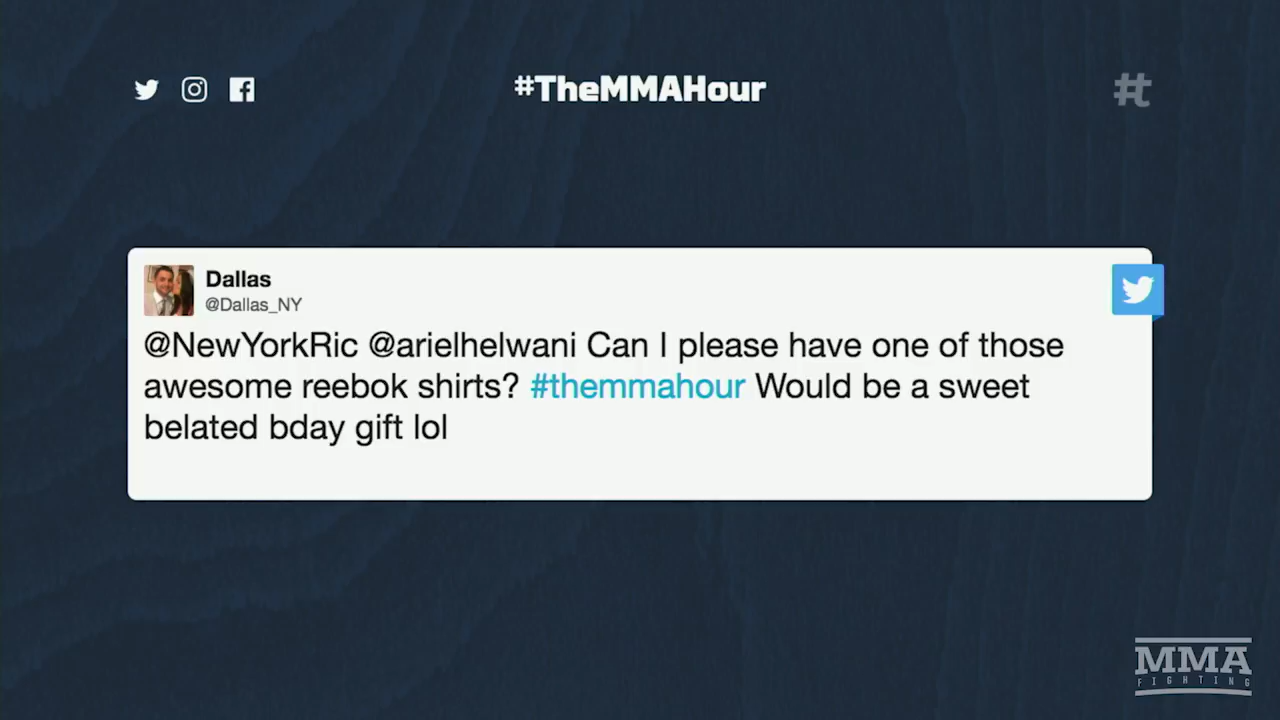 #TheMMAHour
Dallas
@Dallas_NY
@NewYorkRic @arielhelwani Can I please have one of those
awesome reebok shirts? #themmahour Would be a sweet
belated bday gift lol
MMA
FIGHTING